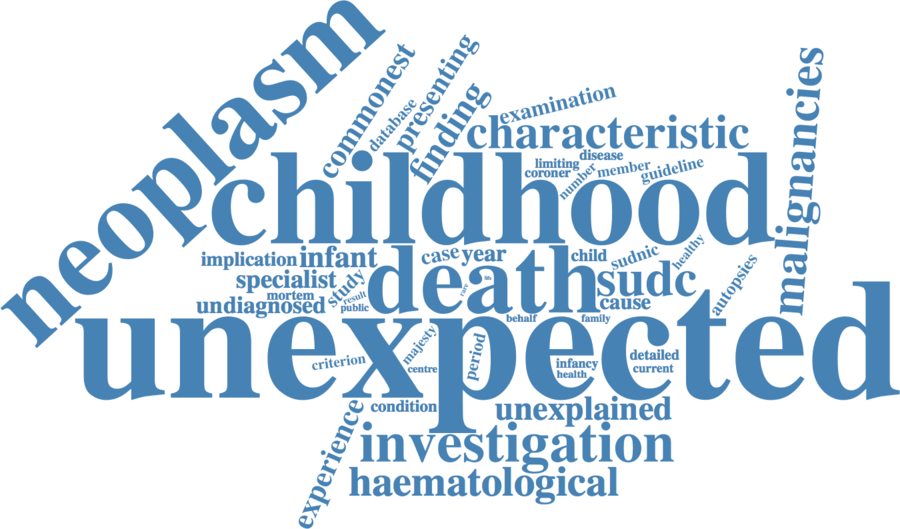 neoplasm
commonest
database
presenting
finding
examination
characteristic
malignancies
disease
limiting
coroner
number
member
guideline
childhood
implication
infant
case
year
child
sudnic
healthy
specialist
study
death
sudc
autopsies
mortem
result
rare
life
undiagnosed
public
cause
behalf
family
unexpected
criterion
majesty
centre
period
infancy
health
detailed
current
experience
condition
unexplained
investigation
haematological